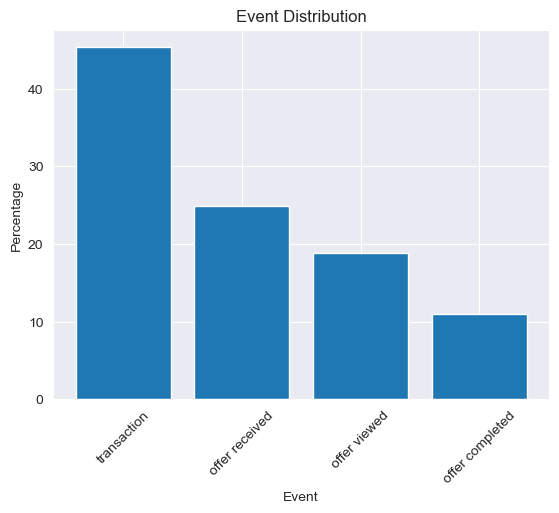 Event Distribution
Percentage
40
30
20
10
0
transaction
offer received
offer viewed
offer completed
Event